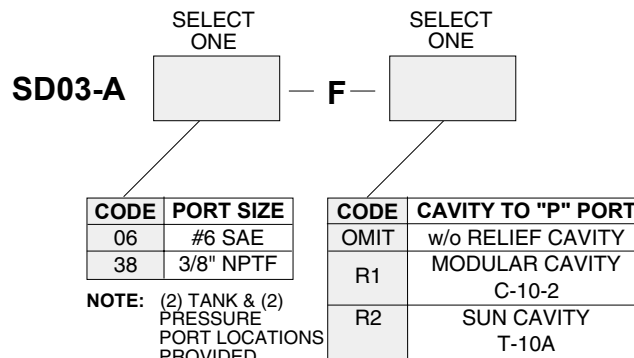 SELECT
ONE
SELECT
ONE
SD03-A — F —
CODE PORT SIZE
06 #6 SAE
38 3/8" NPTF
NOTE: (2) TANK & (2)
PRESSURE
PORT LOCATIONS
PROVIDED
CODE CAVITY TO "P" PORT
OMIT w/o RELIEF CAVITY
R1 MODULAR CAVITY
C-10-2
R2 SUN CAVITY
T-10A